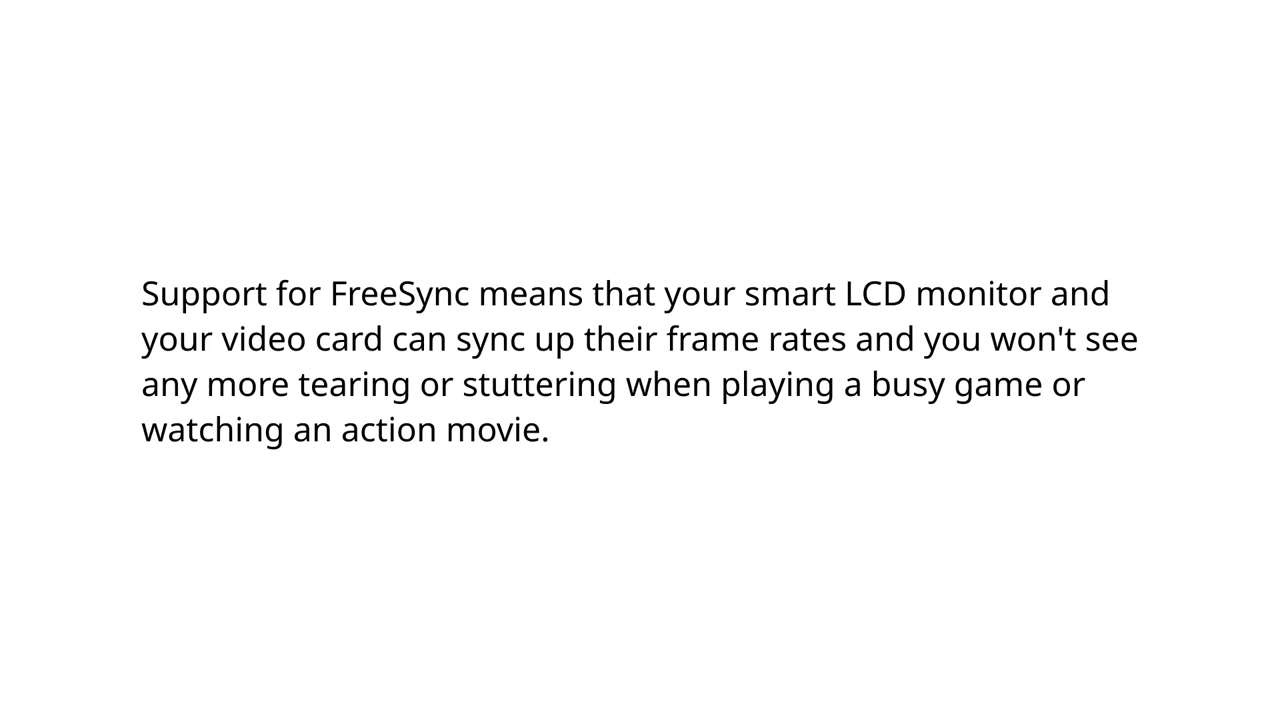 Support for FreeSync means that your smart LCD monitor and
your video card can sync up their frame rates and you won't see
any more tearing or stuttering when playing a busy game or
watching an action movie.